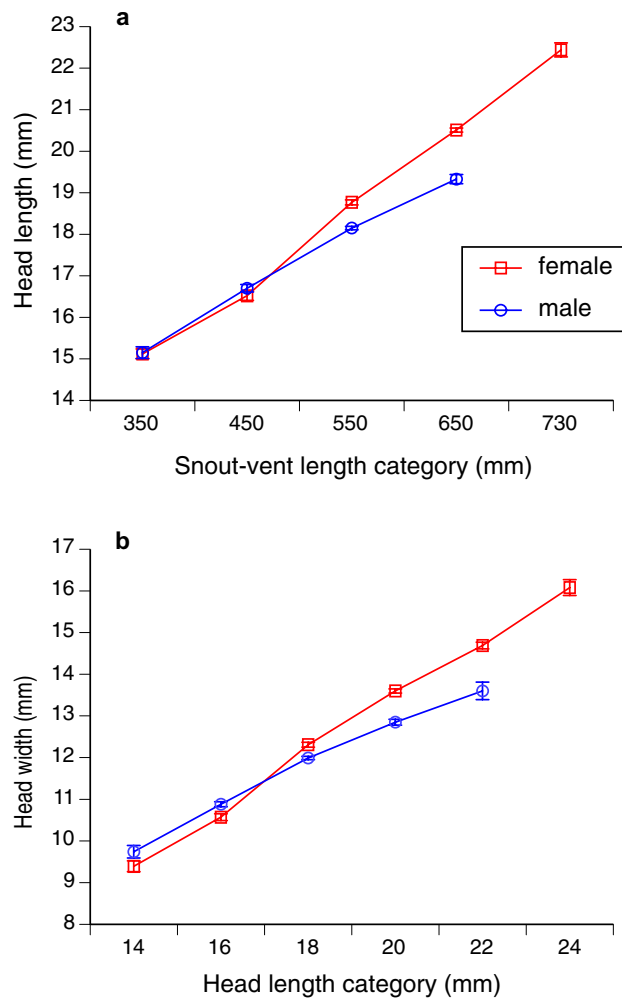 a
23
22
21
20
19
18
17
16
15
14
Head length (mm)
female
male
350 450 550 650 730
Snout-vent length category (mm)
b
17
16
15
14
13
12
11
10
9
8
Head width (mm)
14 16 18 20 22 24
Head length category (mm)